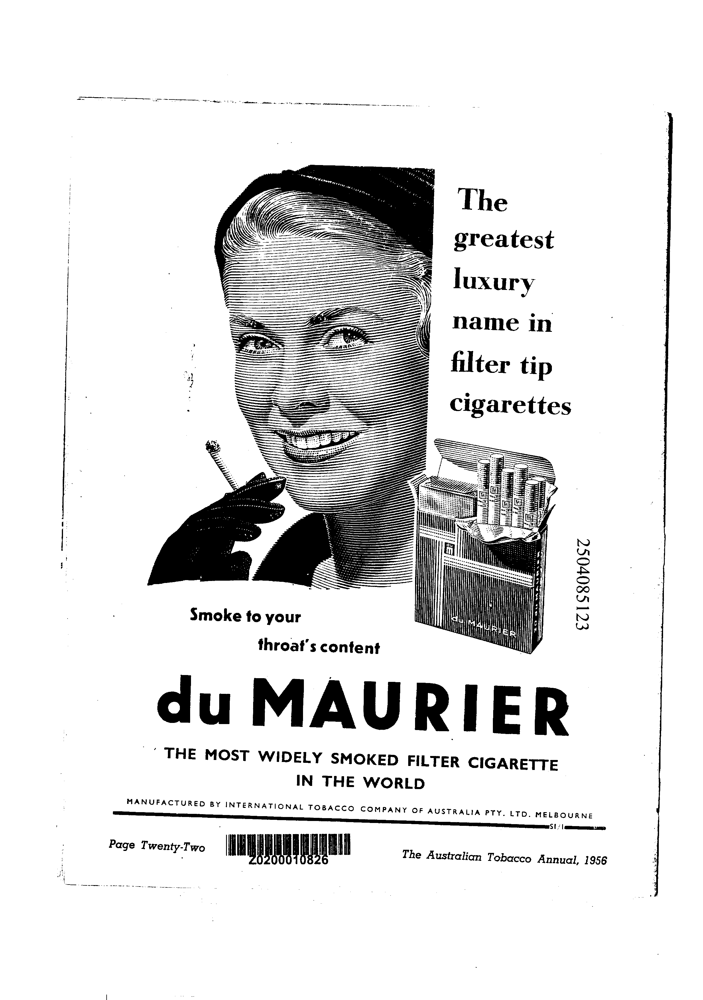 The
greatest
luxury
name in
filter tip
cigarettes
du MAURIER
2504085123
Smoke to your
throat's content
du MAURIER
THE MOST WIDELY SMOKED FILTER CIGARETTE
IN THE WORLD
MANUFACTURED BY INTERNATIONAL TOBACCO COMPANY OF AUSTRALIA PTY. LTD. MELBOURNE
Page Twenty-Two
Z0200010826
The Australian Tobacco Annual, 1956